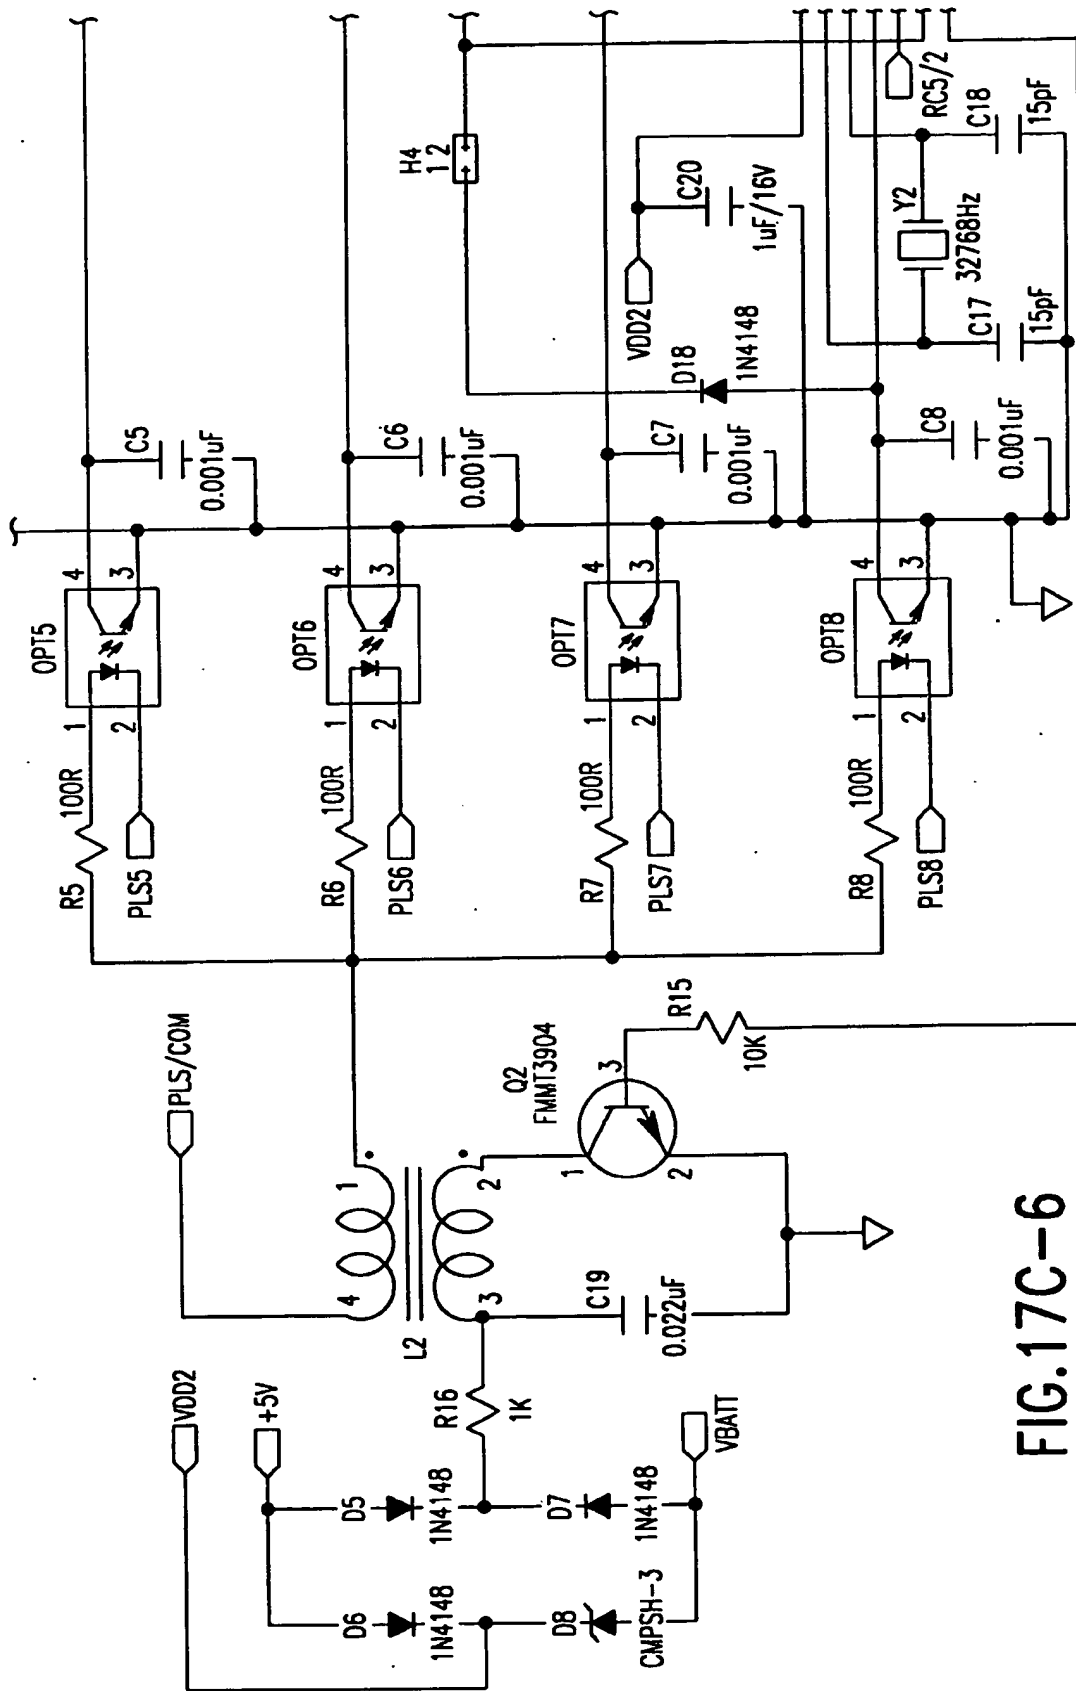 VDD2
+5V
D6
1N4148
D5
1N4148
D8
CMPSH-3
D7
1N4148
VBATT
R16
1K
PLS/COM
4
1
L2
3
2
C19
0.022uF
Q2
FMMT3904
1
3
2
R15
10K
R5
100R
PLS5
OPT5
1
2
4
3
C5
0.001uF
R6
100R
PLS6
OPT6
1
2
4
3
C6
0.001uF
R7
100R
PLS7
OPT7
1
2
4
3
C7
0.001uF
R8
100R
PLS8
OPT8
1
2
4
3
C8
0.001uF
H4
1 2
VDD2
C20
1uF/16V
D18
1N4148
RC5/2
Y2
32768Hz
C17
15pF
C18
15pF
FIG.17C-6